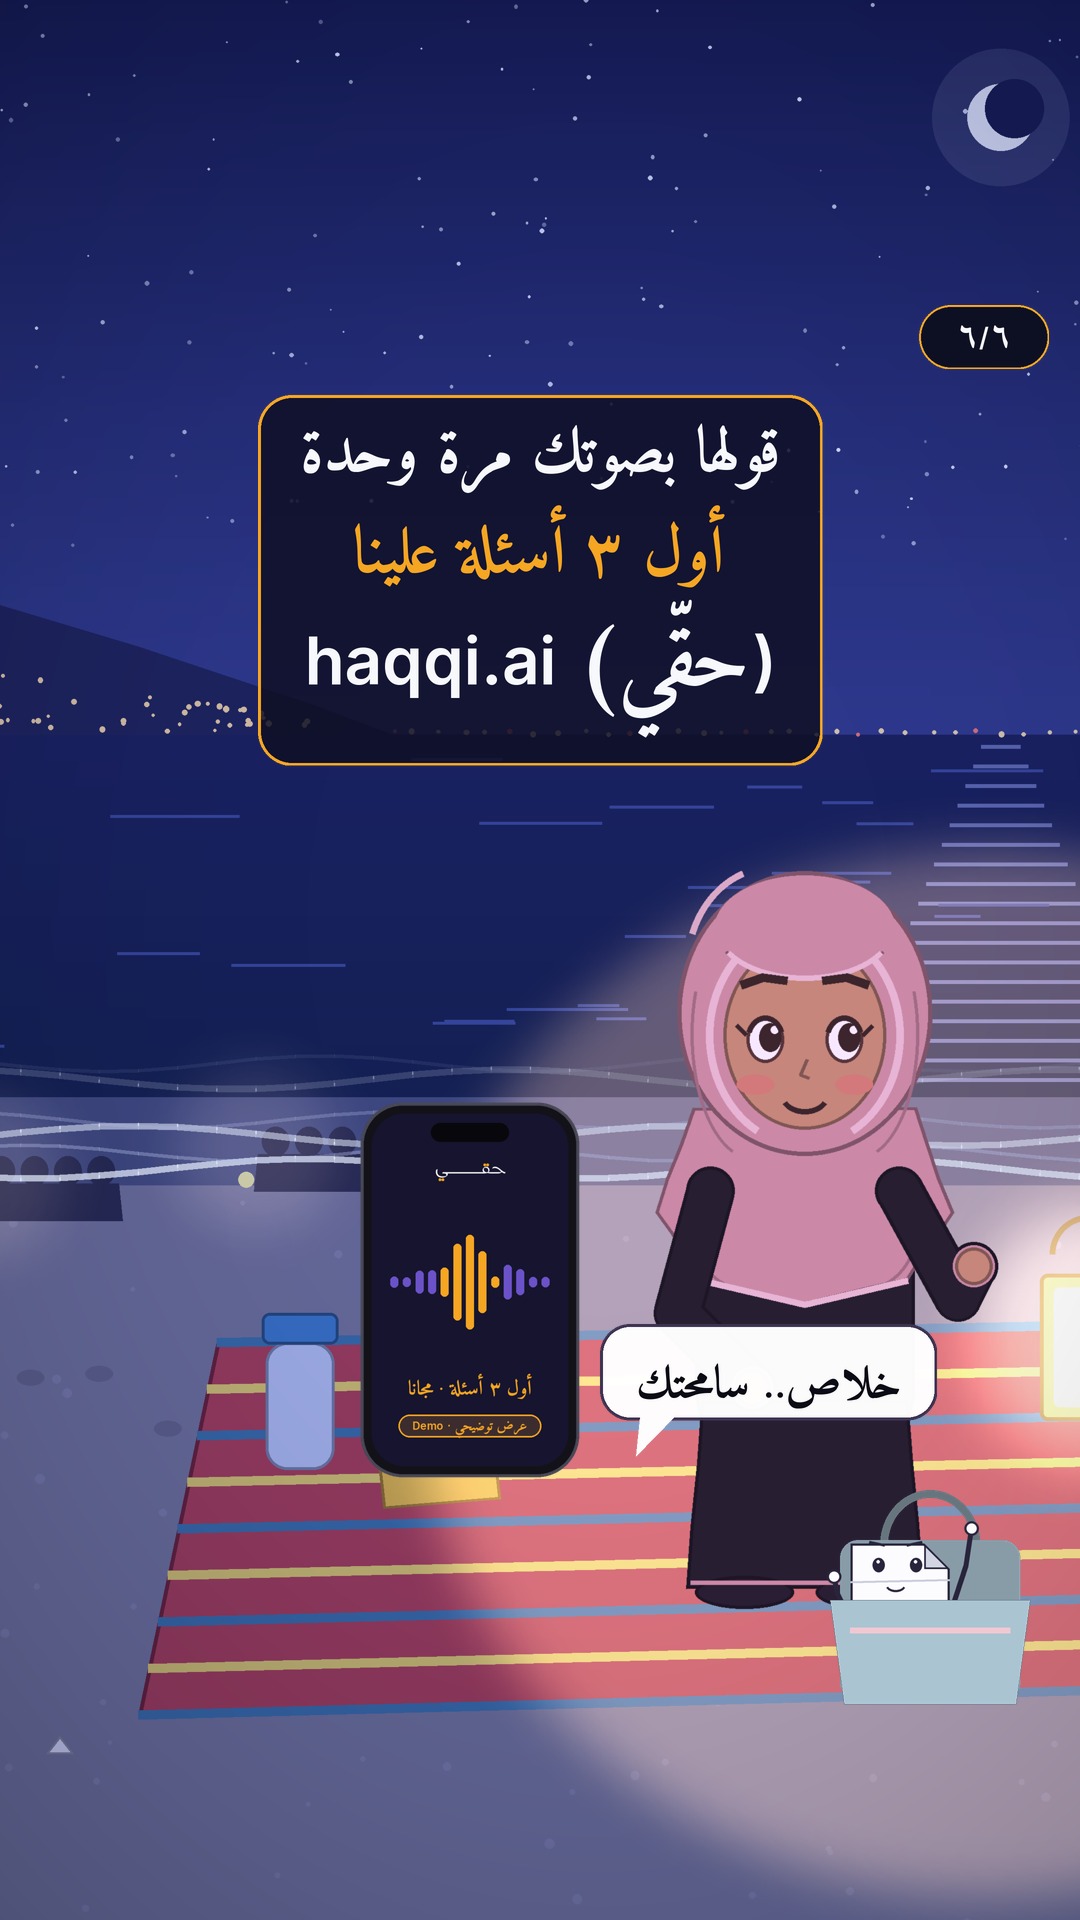 ٦/٦
قولها بصوتك مرة وحدة
أول ٣ أسئلة علينا
(حقّي) haqqi.ai
حقي
أول ٣ أسئلة · مجانا
عرض توضيحي · Demo
خلاص.. سامحتك